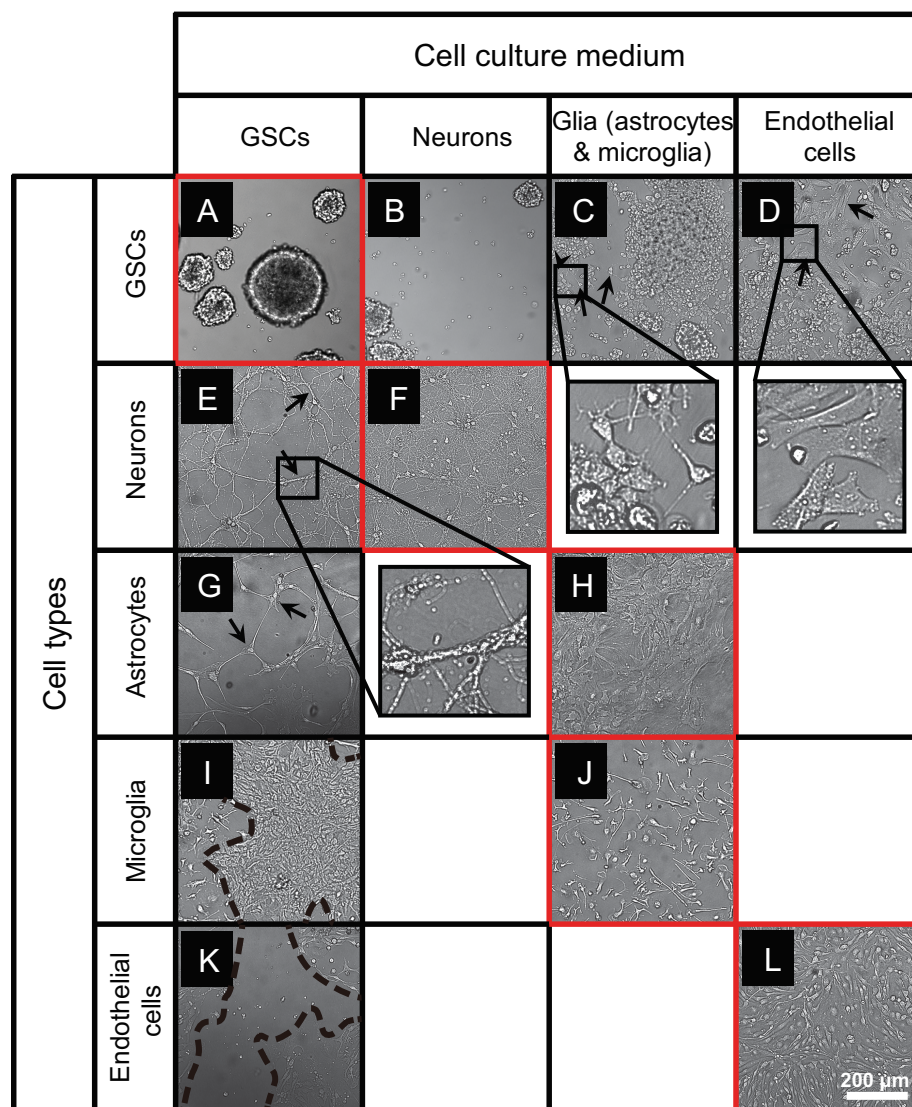 Cell culture medium
GSCs
Neurons
Glia (astrocytes
& microglia)
Endothelial
cells
Cell types
GSCs
A
B
C
D
Neurons
E
F
Astrocytes
G
H
Microglia
I
J
Endothelial
cells
K
L
200 µm